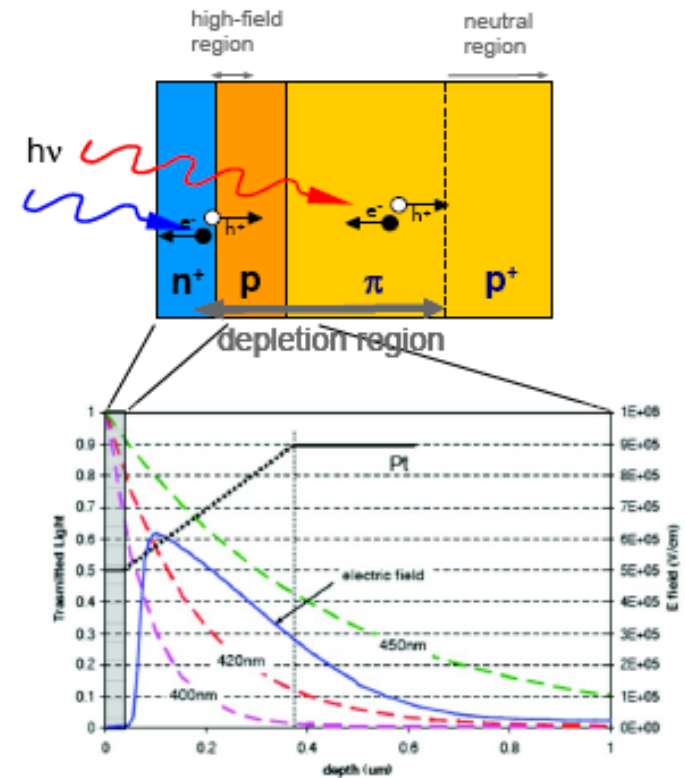 high-field
region
neutral
region
hν
e⁻
h⁺
e⁻
h⁺
n⁺
p
π
p⁺
depletion region
1
0.9
0.8
0.7
0.6
0.5
0.4
0.3
0.2
0.1
0
Trasmitted Light
Pt
electric field
450nm
420nm
400nm
1E+06
9E+05
8E+05
7E+05
6E+05
5E+05
4E+05
3E+05
2E+05
1E+05
0E+00
E field (V/cm)
0
0.2
0.4
0.6
0.8
1
depth (um)